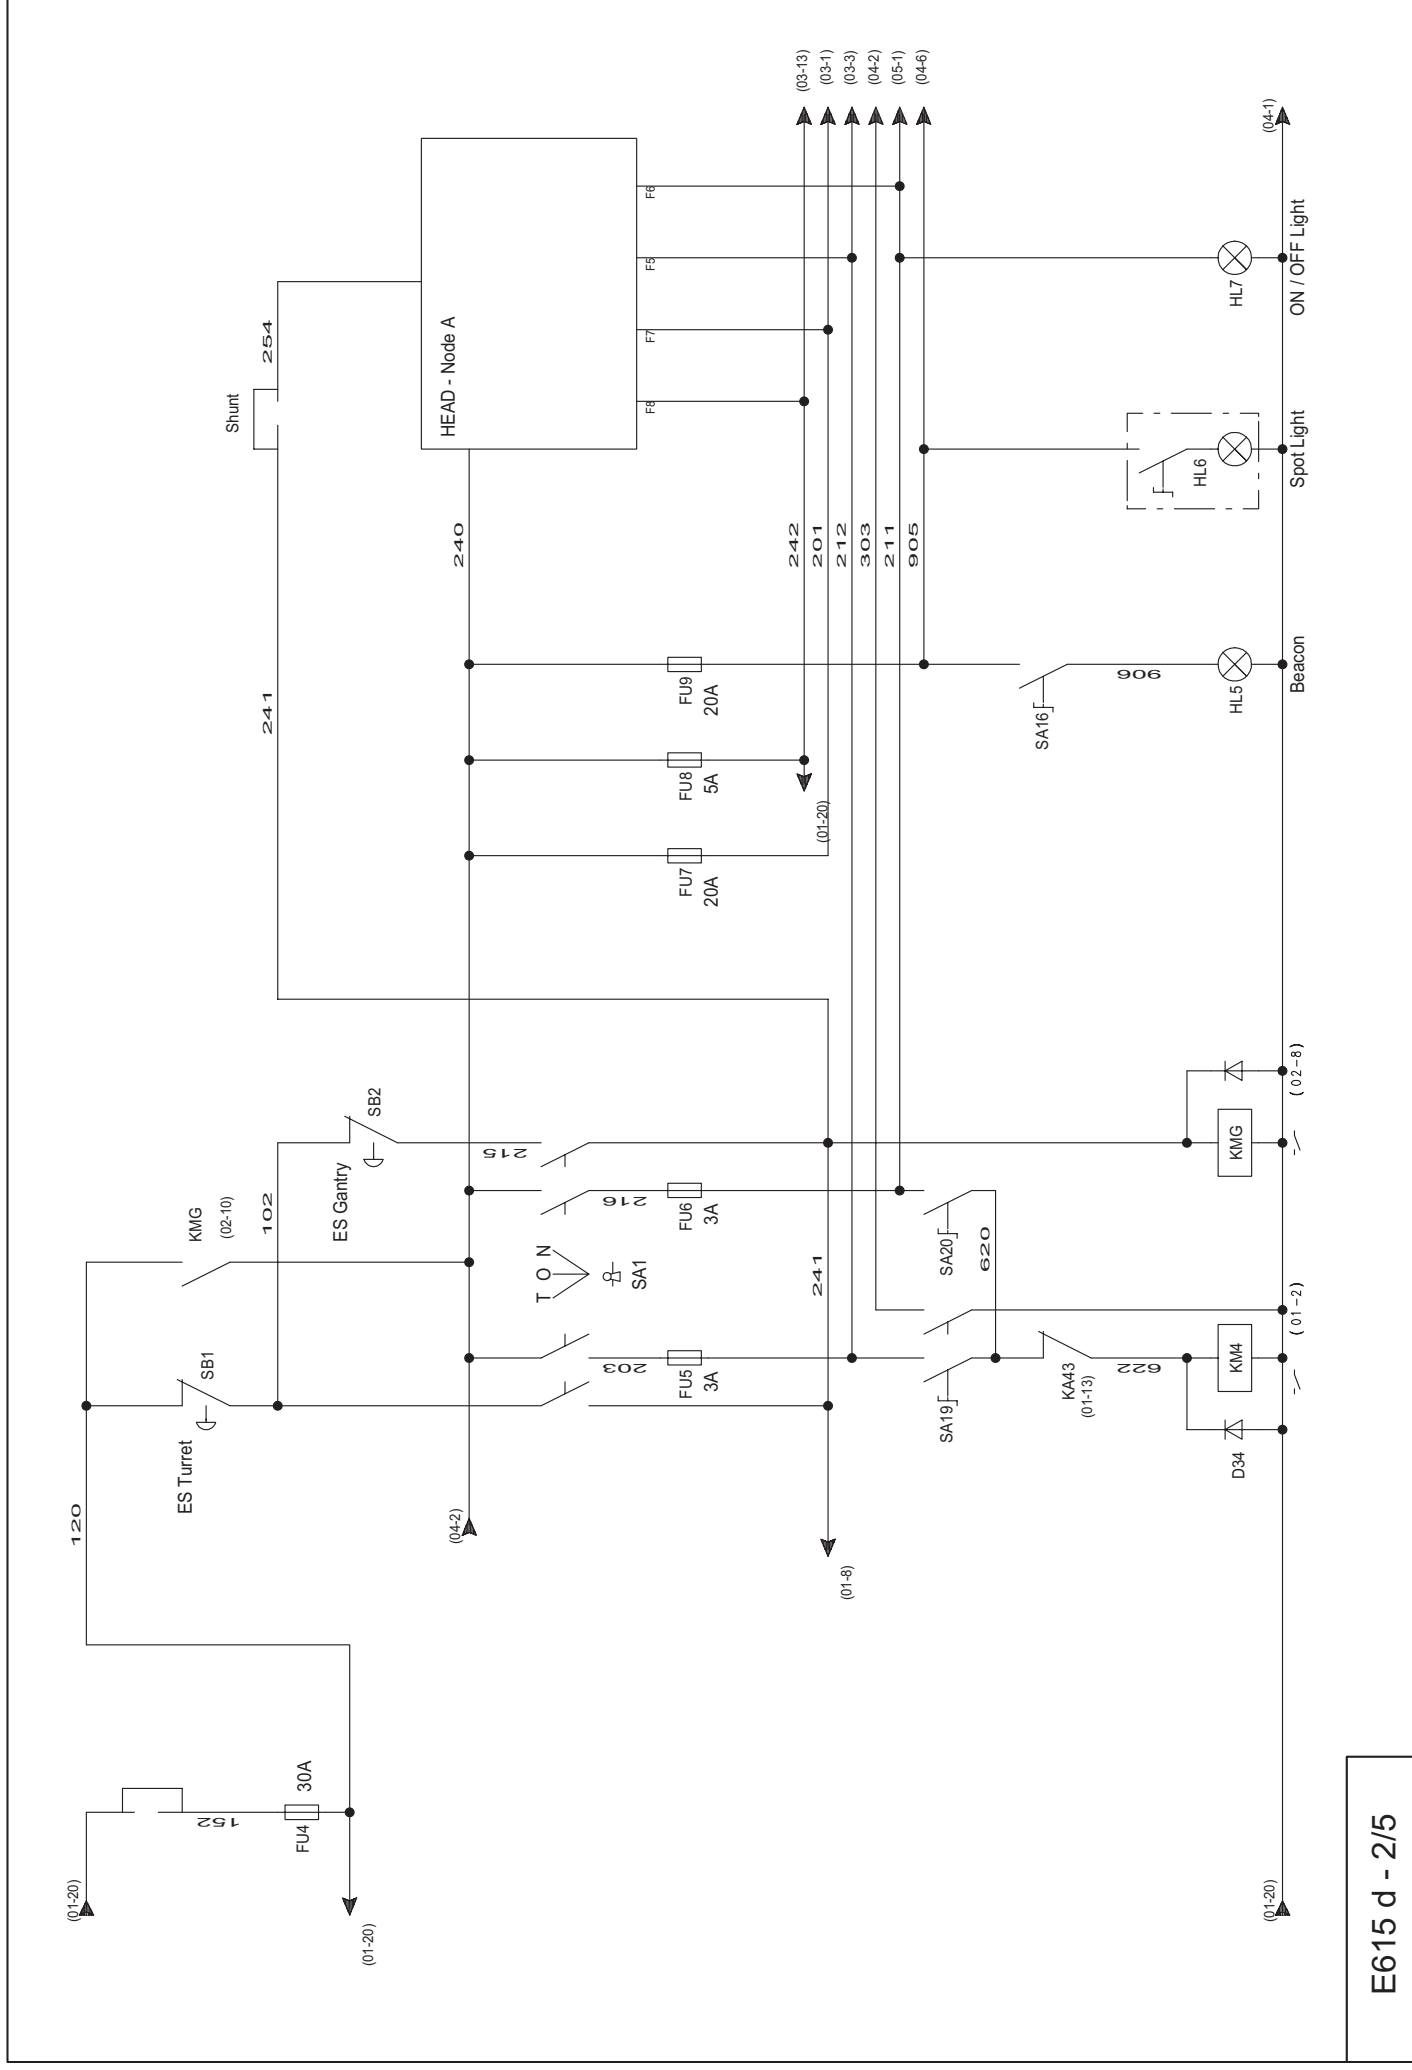 (01-20)
152
FU4
30A
(01-20)
120
ES Turret
SB1
KMG
(02-10)
102
ES Gantry
SB2
215
241
Shunt
254
HEAD - Node A
F8
F7
F5
F6
240
(04-2)
203
FU5
3A
T O N
SA1
216
FU6
3A
FU7
20A
FU8
5A
FU9
20A
(01-20)
242
201
212
303
211
905
(03-13)
(03-1)
(03-3)
(04-2)
(05-1)
(04-6)
241
(01-8)
SA19
SA20
620
KA43
(01-13)
622
D34
KM4
(01-2)
KMG
(02-8)
SA16
906
HL5
Beacon
HL6
Spot Light
HL7
ON / OFF Light
(01-20)
(04-1)
E615 d - 2/5